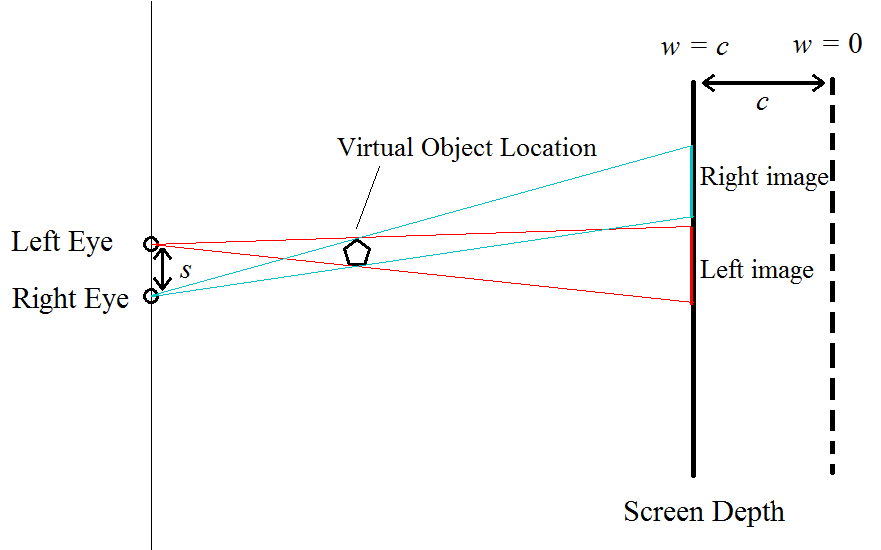 w = c
w = 0
c
Virtual Object Location
Right image
Left Eye
s
Left image
Right Eye
Screen Depth